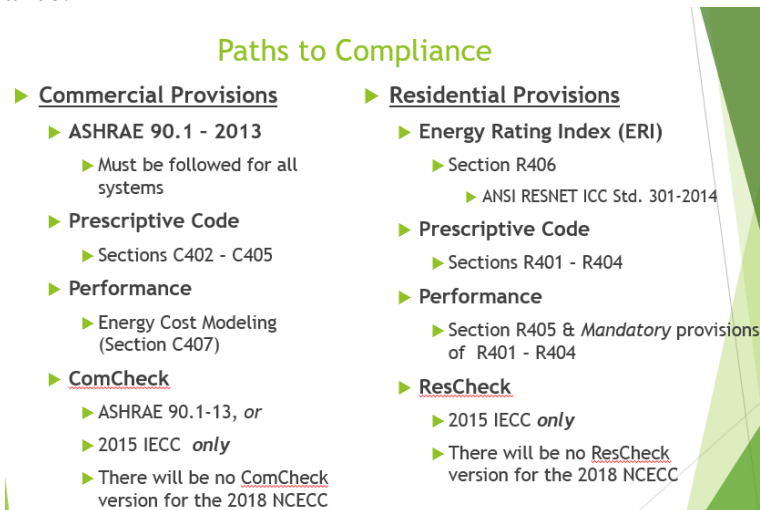 Paths to Compliance
Commercial Provisions
ASHRAE 90.1 – 2013
Must be followed for all
systems
Prescriptive Code
Sections C402 – C405
Performance
Energy Cost Modeling
(Section C407)
ComCheck
ASHRAE 90.1-13, or
2015 IECC only
There will be no ComCheck
version for the 2018 NCECC
Residential Provisions
Energy Rating Index (ERI)
Section R406
ANSI RESNET ICC Std. 301-2014
Prescriptive Code
Sections R401 – R404
Performance
Section R405 & Mandatory provisions
of R401 – R404
ResCheck
2015 IECC only
There will be no ResCheck
version for the 2018 NCECC